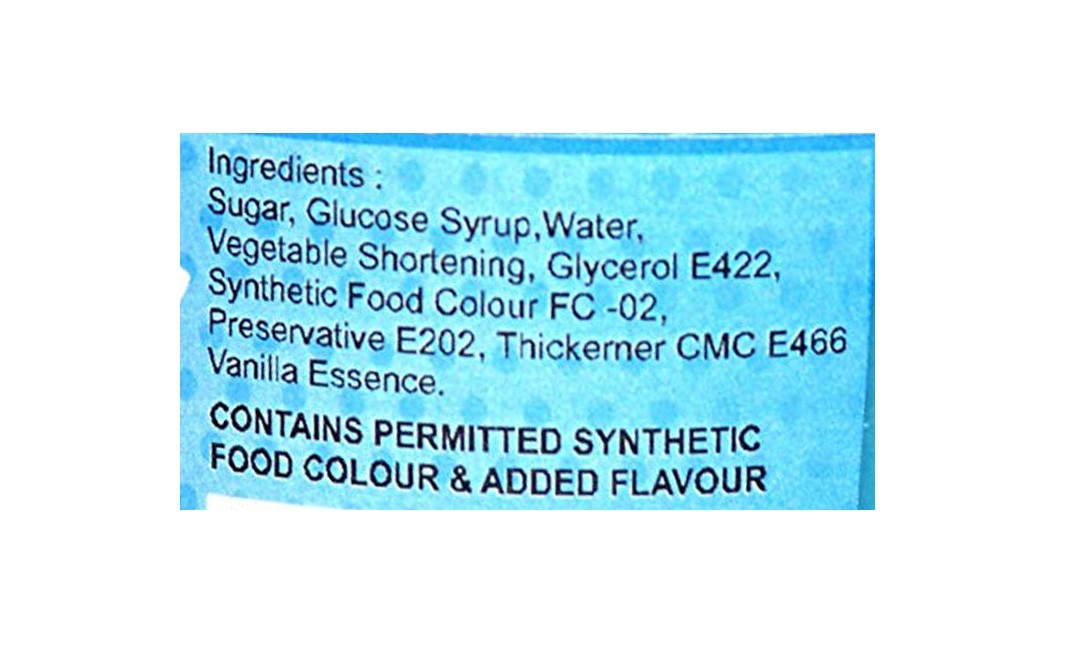 Ingredients :
Sugar, Glucose Syrup,Water,
Vegetable Shortening, Glycerol E422,
Synthetic Food Colour FC -02,
Preservative E202, Thickerner CMC E466
Vanilla Essence.
CONTAINS PERMITTED SYNTHETIC
FOOD COLOUR & ADDED FLAVOUR